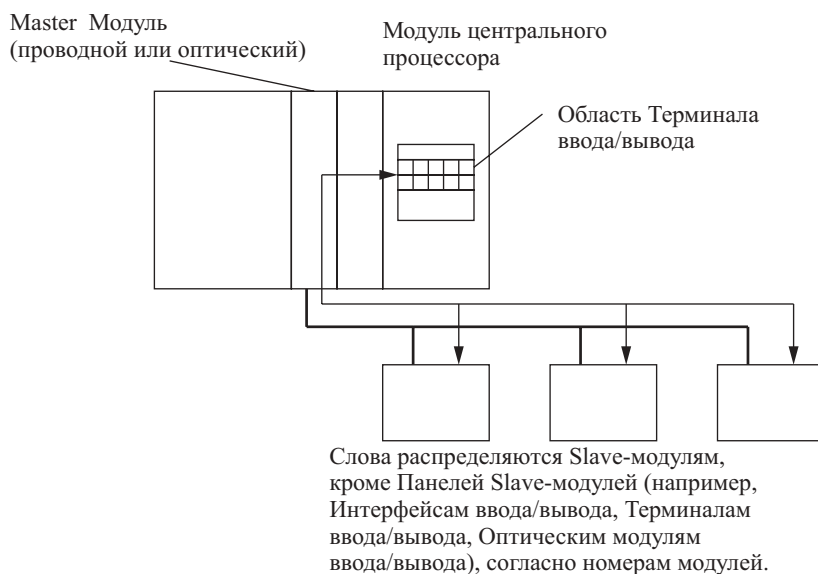 Master Модуль
(проводной или оптический)
Модуль центрального
процессора
Область Терминала
ввода/вывода
Слова распределяются Slave-модулям,
кроме Панелей Slave-модулей (например,
Интерфейсам ввода/вывода, Терминалам
ввода/вывода, Оптическим модулям
ввода/вывода), согласно номерам модулей.